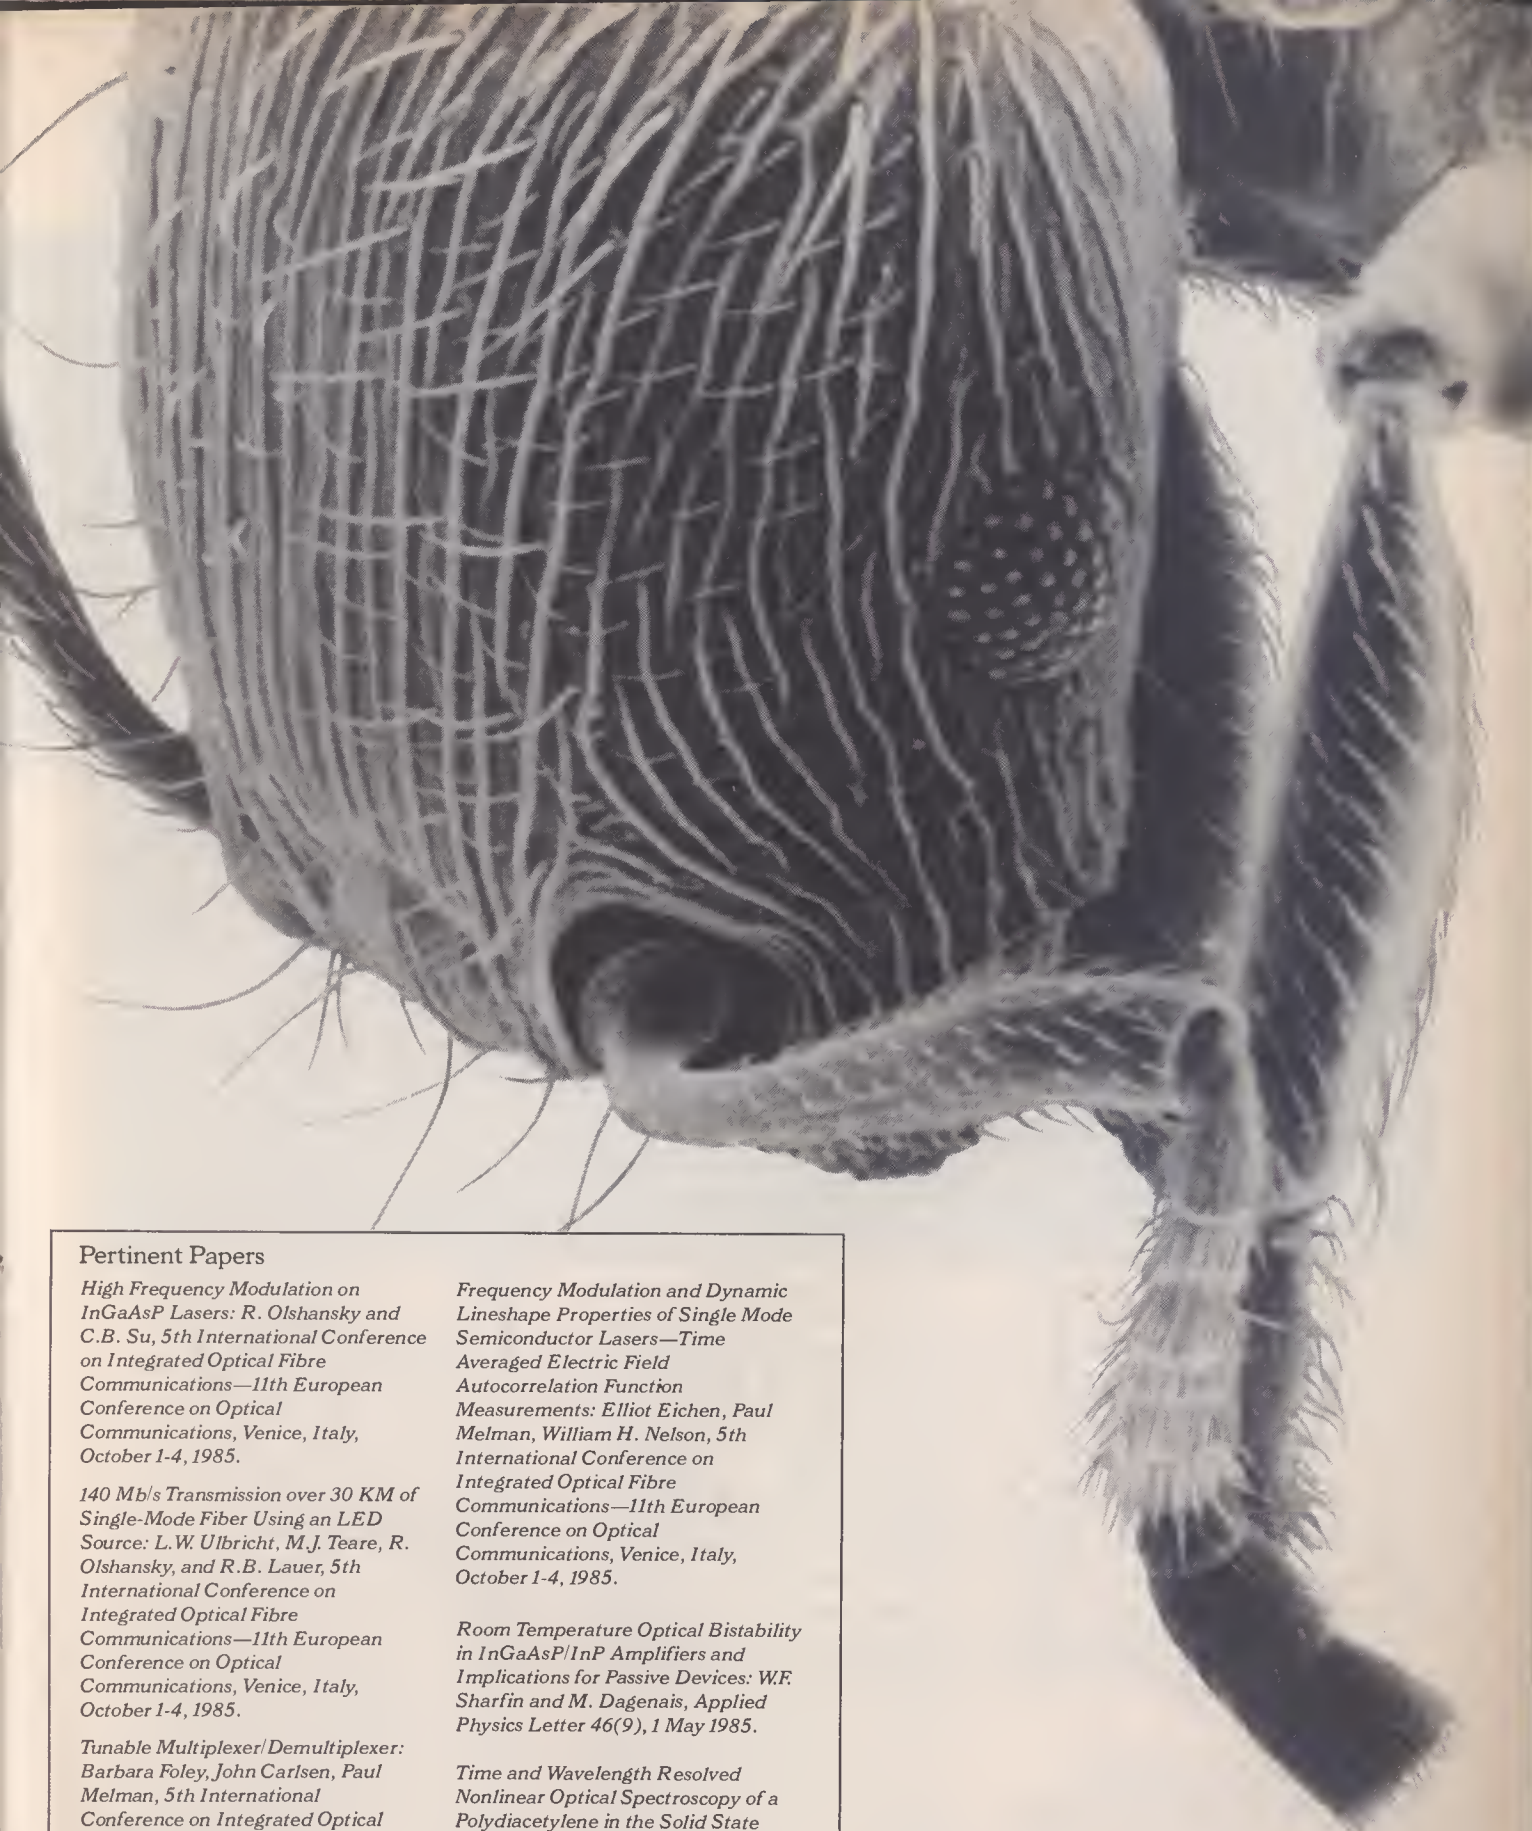 Pertinent Papers
High Frequency Modulation on
InGaAsP Lasers: R. Olshansky and
C.B. Su, 5th International Conference
on Integrated Optical Fibre
Communications—11th European
Conference on Optical
Communications, Venice, Italy,
October 1-4, 1985.
140 Mb/s Transmission over 30 KM of
Single-Mode Fiber Using an LED
Source: L.W. Ulbricht, M.J. Teare, R.
Olshansky, and R.B. Lauer, 5th
International Conference on
Integrated Optical Fibre
Communications—11th European
Conference on Optical
Communications, Venice, Italy,
October 1-4, 1985.
Tunable Multiplexer/Demultiplexer:
Barbara Foley, John Carlsen, Paul
Melman, 5th International
Conference on Integrated Optical
Frequency Modulation and Dynamic
Lineshape Properties of Single Mode
Semiconductor Lasers—Time
Averaged Electric Field
Autocorrelation Function
Measurements: Elliot Eichen, Paul
Melman, William H. Nelson, 5th
International Conference on
Integrated Optical Fibre
Communications—11th European
Conference on Optical
Communications, Venice, Italy,
October 1-4, 1985.
Room Temperature Optical Bistability
in InGaAsP/InP Amplifiers and
Implications for Passive Devices: W.F.
Sharfin and M. Dagenais, Applied
Physics Letter 46(9), 1 May 1985.
Time and Wavelength Resolved
Nonlinear Optical Spectroscopy of a
Polydiacetylene in the Solid State